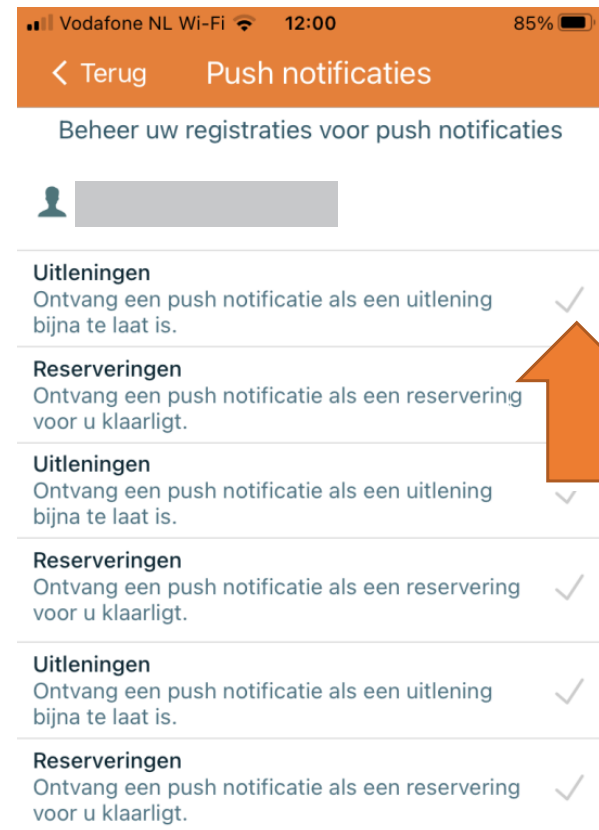 Vodafone NL Wi-Fi 12:00 85%
Terug Push notificaties
Beheer uw registraties voor push notificaties
Uitleningen
Ontvang een push notificatie als een uitlening
bijna te laat is.
Reserveringen
Ontvang een push notificatie als een reservering
voor u klaarligt.
Uitleningen
Ontvang een push notificatie als een uitlening
bijna te laat is.
Reserveringen
Ontvang een push notificatie als een reservering
voor u klaarligt.
Uitleningen
Ontvang een push notificatie als een uitlening
bijna te laat is.
Reserveringen
Ontvang een push notificatie als een reservering
voor u klaarligt.